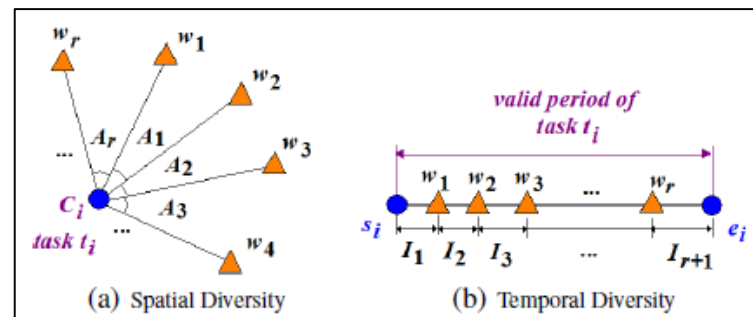 w_r
w_1
w_2
w_3
w_4
A_r
A_1
A_2
A_3
...
...
C_i
task t_i
(a) Spatial Diversity
valid period of
task t_i
w_1 w_2 w_3 ... w_r
s_i
e_i
I_1 I_2 I_3 ... I_{r+1}
(b) Temporal Diversity